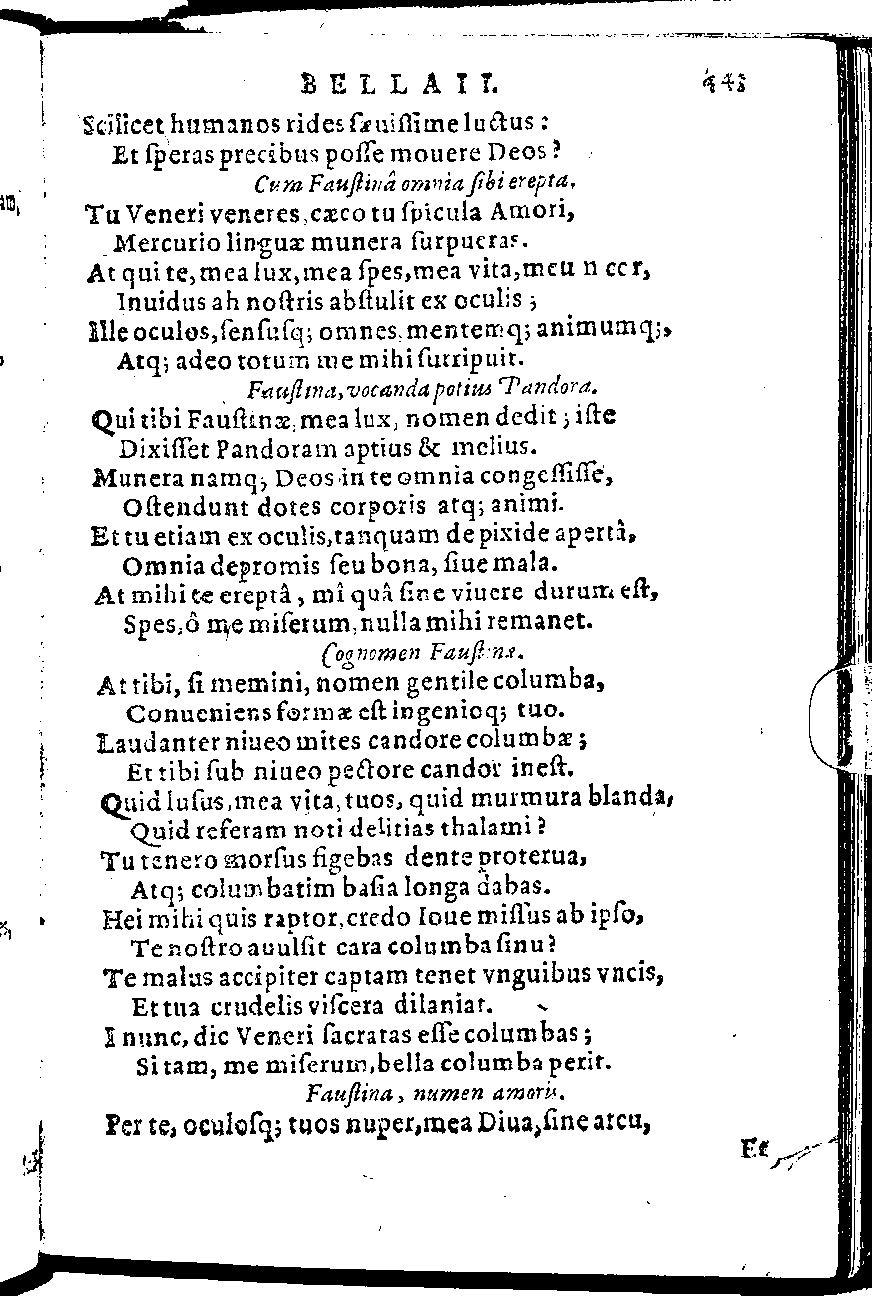 BELLAII. 443
Scilicet humanos rides sæuissime luctus :
Et speras precibus posse mouere Deos ?
Cum Faustinâ omnia sibi erepta.
Tu Veneri veneres, cæco tu spicula Amori,
Mercurio linguæ munera surpueras.
At qui te, mea lux, mea spes, mea vita, meu n cor,
Inuidus ah nostris abstulit ex oculis ;
Ille oculos, sensusq; omnes, mentemq; animumq;,
Atq; adeo totum me mihi surripuit.
Faustina, vocanda potius Pandora.
Qui tibi Faustinæ, mea lux, nomen dedit ; iste
Dixisset Pandoram aptius & melius.
Munera namq; Deos in te omnia congessisse,
Ostendunt dotes corporis atq; animi.
Et tu etiam ex oculis, tanquam de pixide apertâ,
Omnia depromis seu bona, siue mala.
At mihi te ereptâ, mî quâ sine viuere durum est,
Spes, ô me miserum, nulla mihi remanet.
Cognomen Faustinæ.
At tibi, si memini, nomen gentile columba,
Conueniens formæ est ingenioq; tuo.
Laudanter niueo mites candore columbæ ;
Et tibi sub niueo pectore candor inest.
Quid lusus, mea vita, tuos, quid murmura blanda,
Quid referam noti delitias thalami ?
Tu tenero morsus figebas dente proterua,
Atq; columbatim basia longa dabas.
Hei mihi quis raptor, credo Ioue missus ab ipso,
Te nostro auulsit cara columba sinu ?
Te malus accipiter captam tenet vnguibus vncis,
Et tua crudelis viscera dilaniat.
I nunc, dic Veneri sacratas esse columbas ;
Si tam, me miserum, bella columba perit.
Faustina, numen amoris.
Per te, oculosq; tuos nuper, mea Diua, sine arcu,
Et